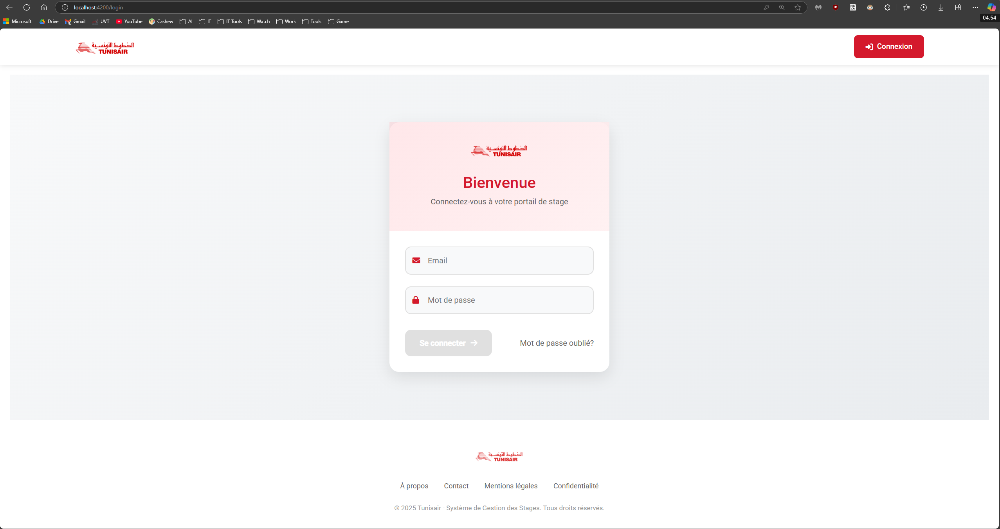 localhost:4200/login
Microsoft Drive Gmail UVT YouTube Cashew AI IT IT Tools Watch Work Tools Game
04:54
الخطوط التونسية
TUNISAIR
Connexion
الخطوط التونسية
TUNISAIR
Bienvenue
Connectez-vous à votre portail de stage
Email
Mot de passe
Se connecter
Mot de passe oublié?
الخطوط التونسية
TUNISAIR
À propos Contact Mentions légales Confidentialité
© 2025 Tunisair - Système de Gestion des Stages. Tous droits réservés.